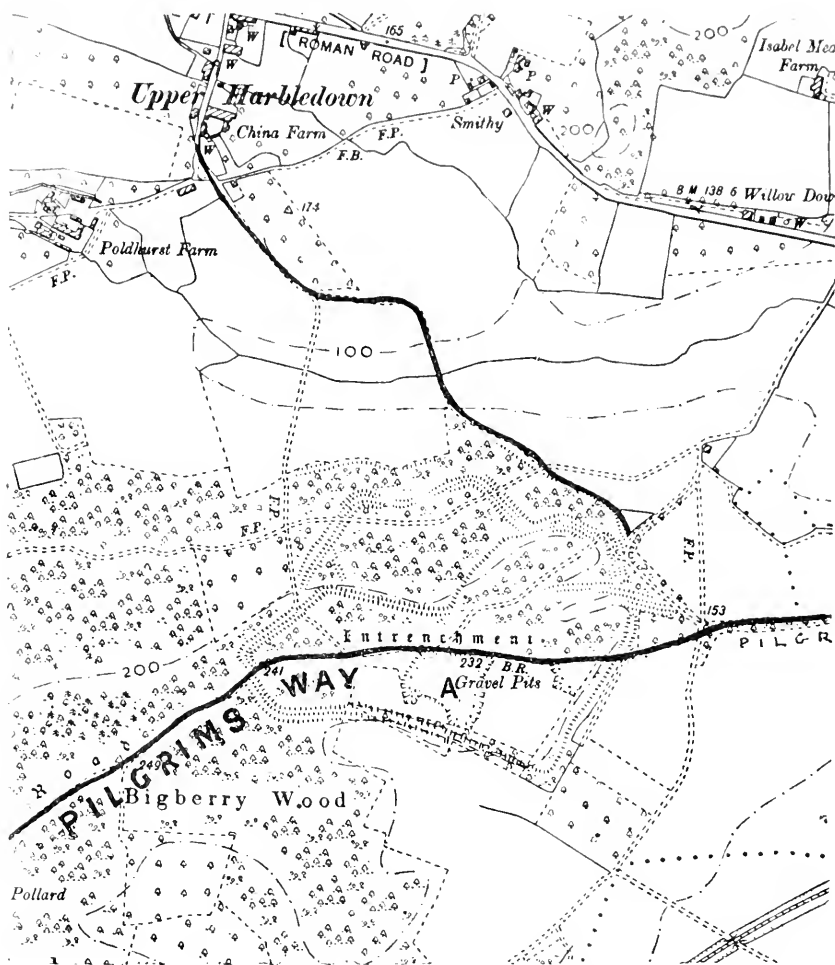 165
200
[ ROMAN ROAD ]
Isabel Mea
Farm
W
W
P
P
W
Upper Harbledown
China Farm
F.P.
Smithy
200
W
F.B.
174
B M 138 6 Willow Dow
W
Poldhurst Farm
F.P.
100
F.P.
F.P.
F.P.
153
Entrenchment
PILGR
200
241
232
B.R.
WAY
A
Gravel Pits
PILGRIMS
Road
249
Bigberry Wood
Pollard